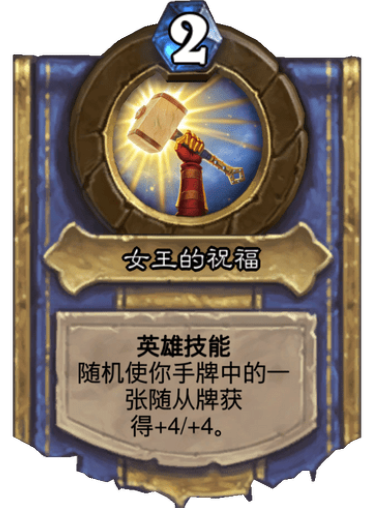 2
女王的祝福
英雄技能
随机使你手牌中的一
张随从牌获
得+4/+4。